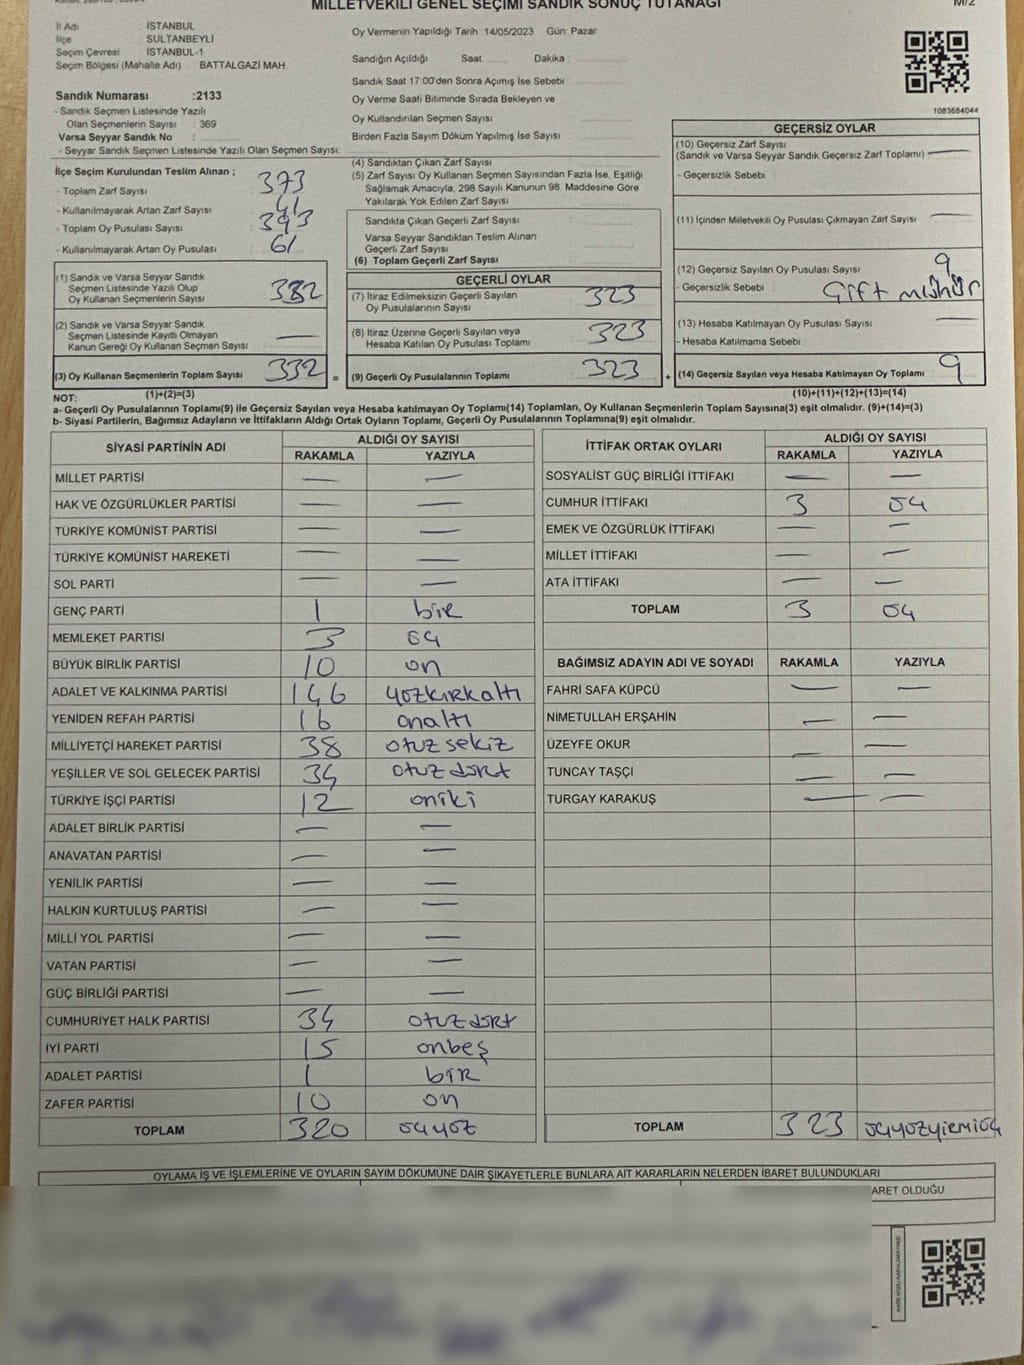 MİLLETVEKİLİ GENEL SEÇİMİ SANDIK SONUÇ TUTANAĞI
M/2
İl Adı İSTANBUL
İlçe SULTANBEYLİ
Seçim Çevresi İSTANBUL-1
Seçim Bölgesi (Mahalle Adı) : BATTALGAZİ MAH.
Sandık Numarası :2133
- Sandık Seçmen Listesinde Yazılı
Olan Seçmenlerin Sayısı : 369
Varsa Seyyar Sandık No :
- Seyyar Sandık Seçmen Listesinde Yazılı Olan Seçmen Sayısı:
Oy Vermenin Yapıldığı Tarih 14/05/2023 Gün: Pazar
Sandığın Açıldığı Saat Dakika :
Sandık Saat 17:00'den Sonra Açımış İse Sebebi :
Oy Verme Saati Bitiminde Sırada Bekleyen ve
Oy Kullandırılan Seçmen Sayısı :
Birden Fazla Sayım Döküm Yapılmış İse Sayısı :
1083684044
İlçe Seçim Kurulundan Teslim Alınan ;
- Toplam Zarf Sayısı 373
- Kullanılmayarak Artan Zarf Sayısı 41
- Toplam Oy Pusulası Sayısı 393
- Kullanılmayarak Artan Oy Pusulası 61
(1) Sandık ve Varsa Seyyar Sandık
Seçmen Listesinde Yazılı Olup
Oy Kullanan Seçmenlerin Sayısı 332
(2) Sandık ve Varsa Seyyar Sandık
Seçmen Listesinde Kayıtlı Olmayan
Kanun Gereği Oy Kullanan Seçmen Sayısı —
(3) Oy Kullanan Seçmenlerin Toplam Sayısı 332 =
(4) Sandıktan Çıkan Zarf Sayısı
(5) Zarf Sayısı Oy Kullanan Seçmen Sayısından Fazla İse, Eşitliği
Sağlamak Amacıyla, 298 Sayılı Kanunun 98. Maddesine Göre
Yakılarak Yok Edilen Zarf Sayısı
Sandıkta Çıkan Geçerli Zarf Sayısı
Varsa Seyyar Sandıktan Teslim Alınan
Geçerli Zarf Sayısı
(6) Toplam Geçerli Zarf Sayısı
GEÇERLİ OYLAR
(7) İtiraz Edilmeksizin Geçerli Sayılan
Oy Pusulalarının Sayısı 323
(8) İtiraz Üzerine Geçerli Sayılan veya
Hesaba Katılan Oy Pusulası Toplamı 323
(9) Geçerli Oy Pusulalarının Toplamı 323 +
GEÇERSİZ OYLAR
(10) Geçersiz Zarf Sayısı
(Sandık ve Varsa Seyyar Sandık Geçersiz Zarf Toplamı) —
- Geçersizlik Sebebi :
(11) İçinden Milletvekili Oy Pusulası Çıkmayan Zarf Sayısı —
(12) Geçersiz Sayılan Oy Pusulası Sayısı 9
- Geçersizlik Sebebi : Çift mühür
(13) Hesaba Katılmayan Oy Pusulası Sayısı —
- Hesaba Katılmama Sebebi :
(14) Geçersiz Sayılan veya Hesaba Katılmayan Oy Toplamı 9
NOT: (1)+(2)=(3) (10)+(11)+(12)+(13)=(14)
a- Geçerli Oy Pusulalarının Toplamı(9) ile Geçersiz Sayılan veya Hesaba katılmayan Oy Toplamı(14) Toplamları, Oy Kullanan Seçmenlerin Toplam Sayısına(3) eşit olmalıdır. (9)+(14)=(3)
b- Siyasi Partilerin, Bağımsız Adayların ve İttifakların Aldığı Ortak Oyların Toplamı, Geçerli Oy Pusulalarının Toplamına(9) eşit olmalıdır.
SİYASİ PARTİNİN ADI ALDIĞI OY SAYISI
RAKAMLA YAZIYLA
MİLLET PARTİSİ — —
HAK VE ÖZGÜRLÜKLER PARTİSİ — —
TÜRKİYE KOMÜNİST PARTİSİ — —
TÜRKİYE KOMÜNİST HAREKETİ — —
SOL PARTİ — —
GENÇ PARTİ 1 bir
MEMLEKET PARTİSİ 3 üç
BÜYÜK BİRLİK PARTİSİ 10 on
ADALET VE KALKINMA PARTİSİ 146 yüzkırkaltı
YENİDEN REFAH PARTİSİ 16 onaltı
MİLLİYETÇİ HAREKET PARTİSİ 38 otuz sekiz
YEŞİLLER VE SOL GELECEK PARTİSİ 34 otuz dört
TÜRKİYE İŞÇİ PARTİSİ 12 oniki
ADALET BİRLİK PARTİSİ — —
ANAVATAN PARTİSİ — —
YENİLİK PARTİSİ — —
HALKIN KURTULUŞ PARTİSİ — —
MİLLİ YOL PARTİSİ — —
VATAN PARTİSİ — —
GÜÇ BİRLİĞİ PARTİSİ — —
CUMHURİYET HALK PARTİSİ 34 otuz dört
İYİ PARTİ 15 onbeş
ADALET PARTİSİ 1 bir
ZAFER PARTİSİ 10 on
TOPLAM 320 üçyüz
İTTİFAK ORTAK OYLARI ALDIĞI OY SAYISI
RAKAMLA YAZIYLA
SOSYALİST GÜÇ BİRLİĞİ İTTİFAKI — —
CUMHUR İTTİFAKI 3 üç
EMEK VE ÖZGÜRLÜK İTTİFAKI — —
MİLLET İTTİFAKI — —
ATA İTTİFAKI — —
TOPLAM 3 üç
BAĞIMSIZ ADAYIN ADI VE SOYADI RAKAMLA YAZIYLA
FAHRİ SAFA KÜPCÜ — —
NİMETULLAH ERŞAHİN — —
ÜZEYFE OKUR — —
TUNCAY TAŞÇI — —
TURGAY KARAKUŞ — —
TOPLAM 323 üçyüzyirmiüç
OYLAMA İŞ VE İŞLEMLERİNE VE OYLARIN SAYIM DÖKÜMÜNE DAİR ŞİKAYETLERLE BUNLARA AİT KARARLARIN NELERDEN İBARET BULUNDUKLARI
ARET OLDUĞU